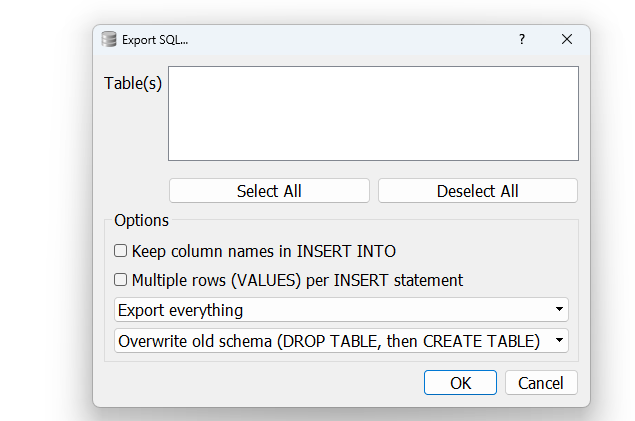 Export SQL...
?
Table(s)
Select All
Deselect All
Options
Keep column names in INSERT INTO
Multiple rows (VALUES) per INSERT statement
Export everything
Overwrite old schema (DROP TABLE, then CREATE TABLE)
OK
Cancel